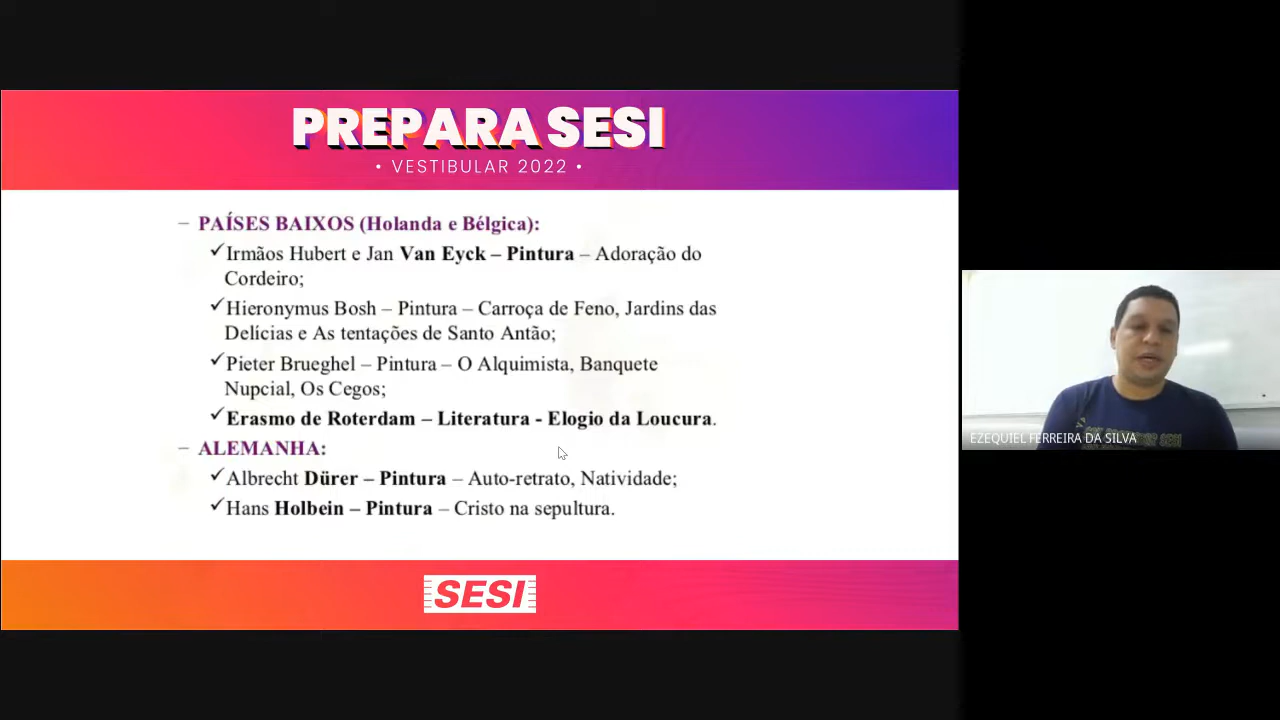 PREPARA SESI
• VESTIBULAR 2022 •
– PAÍSES BAIXOS (Holanda e Bélgica):
✓Irmãos Hubert e Jan Van Eyck – Pintura – Adoração do
Cordeiro;
✓Hieronymus Bosh – Pintura – Carroça de Feno, Jardins das
Delícias e As tentações de Santo Antão;
✓Pieter Brueghel – Pintura – O Alquimista, Banquete
Nupcial, Os Cegos;
✓Erasmo de Roterdam – Literatura - Elogio da Loucura.
– ALEMANHA:
✓Albrecht Dürer – Pintura – Auto-retrato, Natividade;
✓Hans Holbein – Pintura – Cristo na sepultura.
SESI
EZEQUIEL FERREIRA DA SILVA